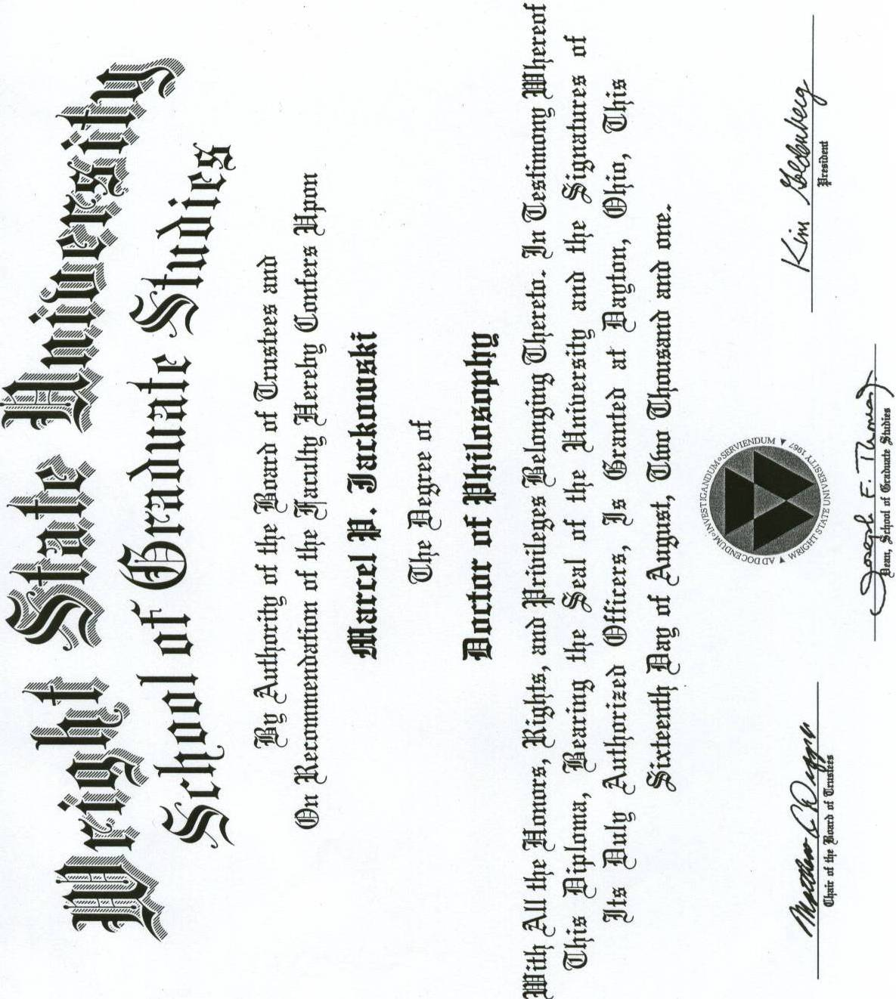 Wright State University
School of Graduate Studies
By Authority of the Board of Trustees and
On Recommendation of the Faculty Hereby Confers Upon
Marcel P. Jackowski
The Degree of
Doctor of Philosophy
With All the Honors, Rights, and Privileges Belonging Thereto. In Testimony Whereof
This Diploma, Bearing the Seal of the University and the Signatures of
Its Duly Authorized Officers, Is Granted at Dayton, Ohio, This
Sixteenth Day of August, Two Thousand and one.
AD DOCENDUM•INVESTIGANDUM•SERVIENDUM
WRIGHT STATE UNIVERSITY 1967
Matthew
Chair of the Board of Trustees
Joseph F. Thomas, Jr
Dean, School of Graduate Studies
Kim Goldenberg
President